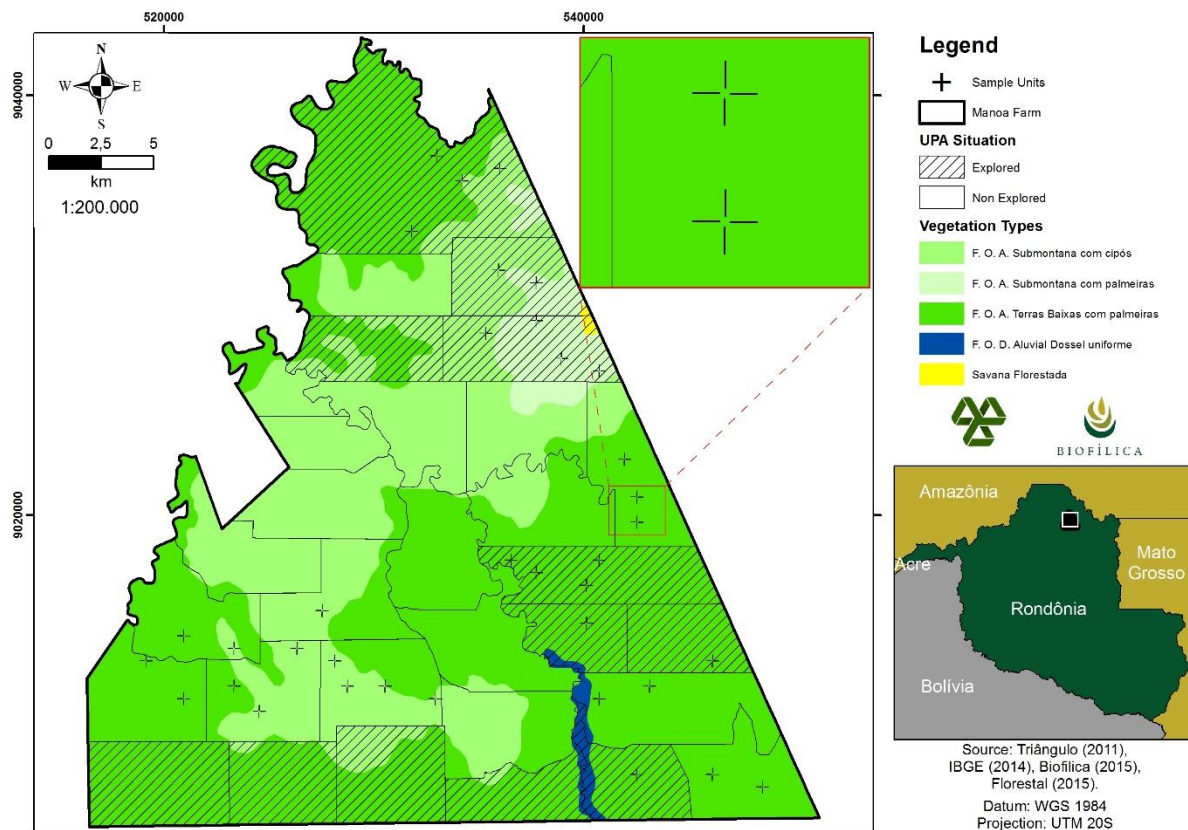 520000
540000
9040000
9020000
N
W
E
S
0
2,5
5
km
1:200.000
Legend
Sample Units
Manoa Farm
UPA Situation
Explored
Non Explored
Vegetation Types
F. O. A. Submontana com cipós
F. O. A. Submontana com palmeiras
F. O. A. Terras Baixas com palmeiras
F. O. D. Aluvial Dossel uniforme
Savana Florestada
BIOFÍLICA
Amazônia
Acre
Mato
Grosso
Rondônia
Bolívia
Source: Triângulo (2011),
IBGE (2014), Biofilica (2015),
Florestal (2015).
Datum: WGS 1984
Projection: UTM 20S